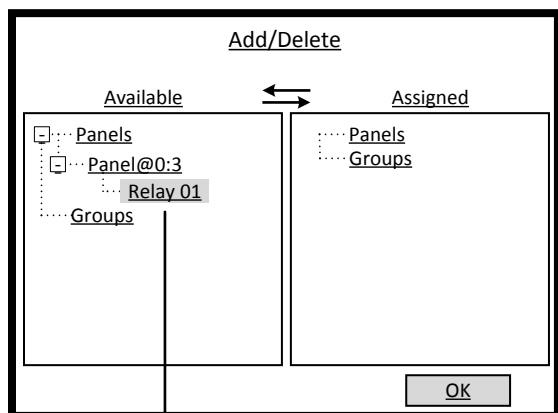 Add/Delete
Available
Assigned
Panels
Panel@0:3
Relay 01
Groups
Panels
Groups
OK